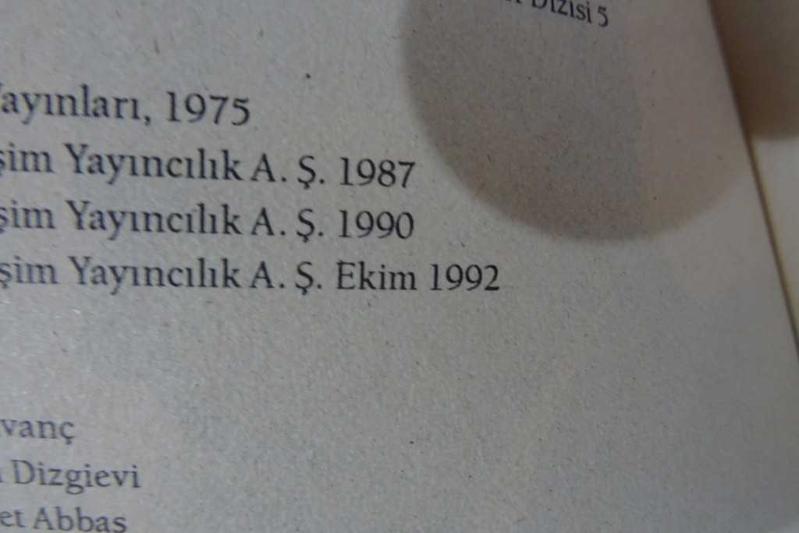 Dizisi 5
ayınları, 1975
şim Yayıncılık A. Ş. 1987
şim Yayıncılık A. Ş. 1990
şim Yayıncılık A. Ş. Ekim 1992
vanç
Dizgievi
et Abbas